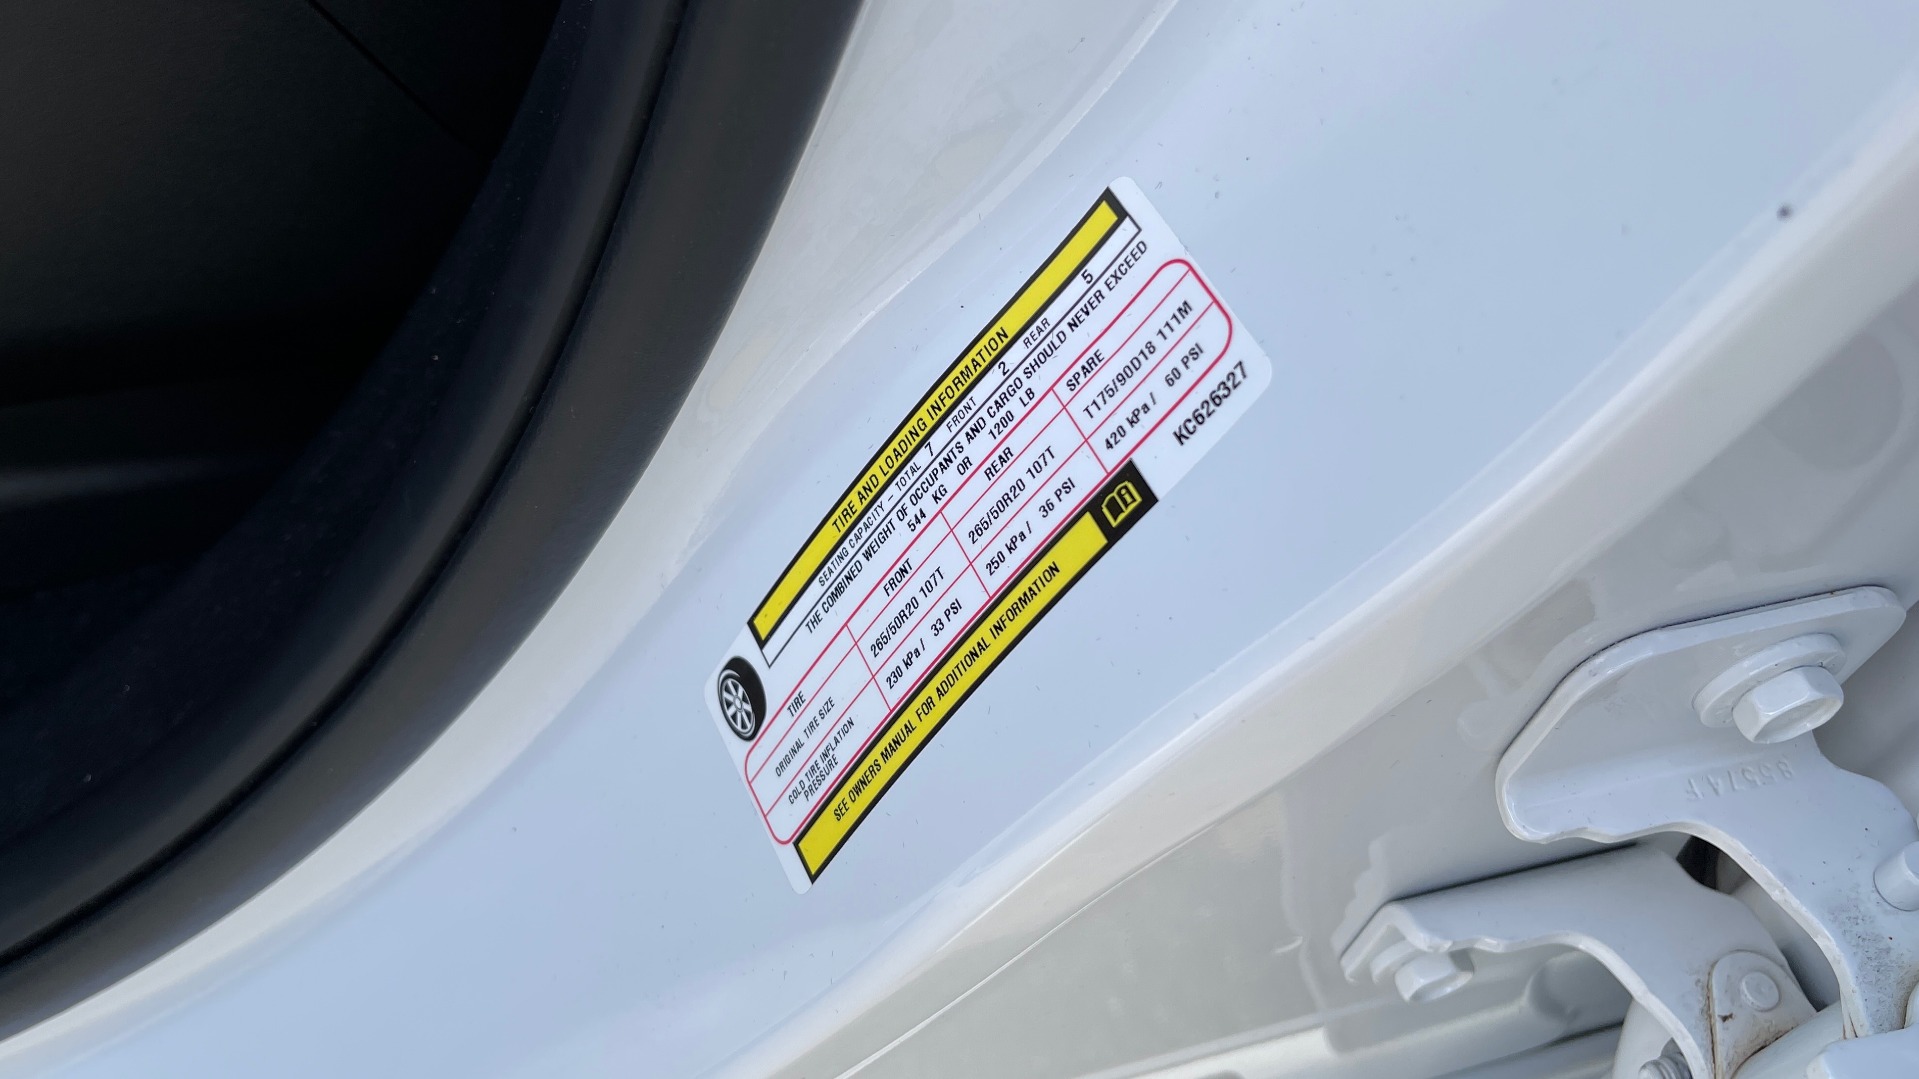 TIRE AND LOADING INFORMATION
SEATING CAPACITY - TOTAL 7 FRONT 2 REAR 5
THE COMBINED WEIGHT OF OCCUPANTS AND CARGO SHOULD NEVER EXCEED
544 KG OR 1200 LB
TIRE FRONT REAR SPARE
ORIGINAL TIRE SIZE 265/50R20 107T 265/50R20 107T T175/90D18 111M
COLD TIRE INFLATION PRESSURE 230 kPa / 33 PSI 250 kPa / 36 PSI 420 kPa / 60 PSI
SEE OWNERS MANUAL FOR ADDITIONAL INFORMATION
KC626327